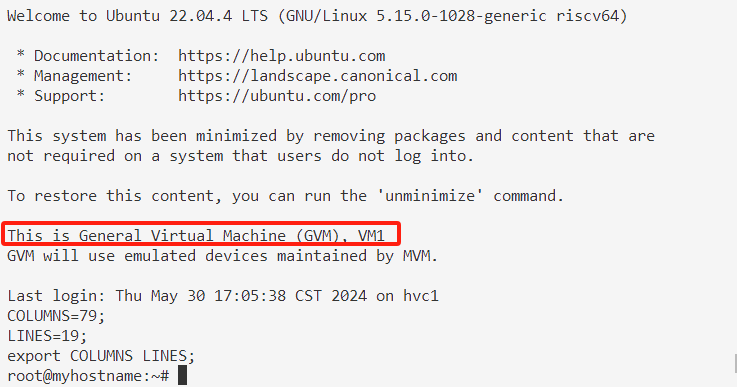 Welcome to Ubuntu 22.04.4 LTS (GNU/Linux 5.15.0-1028-generic riscv64)
* Documentation:  https://help.ubuntu.com
* Management:     https://landscape.canonical.com
* Support:        https://ubuntu.com/pro
This system has been minimized by removing packages and content that are
not required on a system that users do not log into.
To restore this content, you can run the 'unminimize' command.
This is General Virtual Machine (GVM), VM1
GVM will use emulated devices maintained by MVM.
Last login: Thu May 30 17:05:38 CST 2024 on hvc1
COLUMNS=79;
LINES=19;
export COLUMNS LINES;
root@myhostname:~#